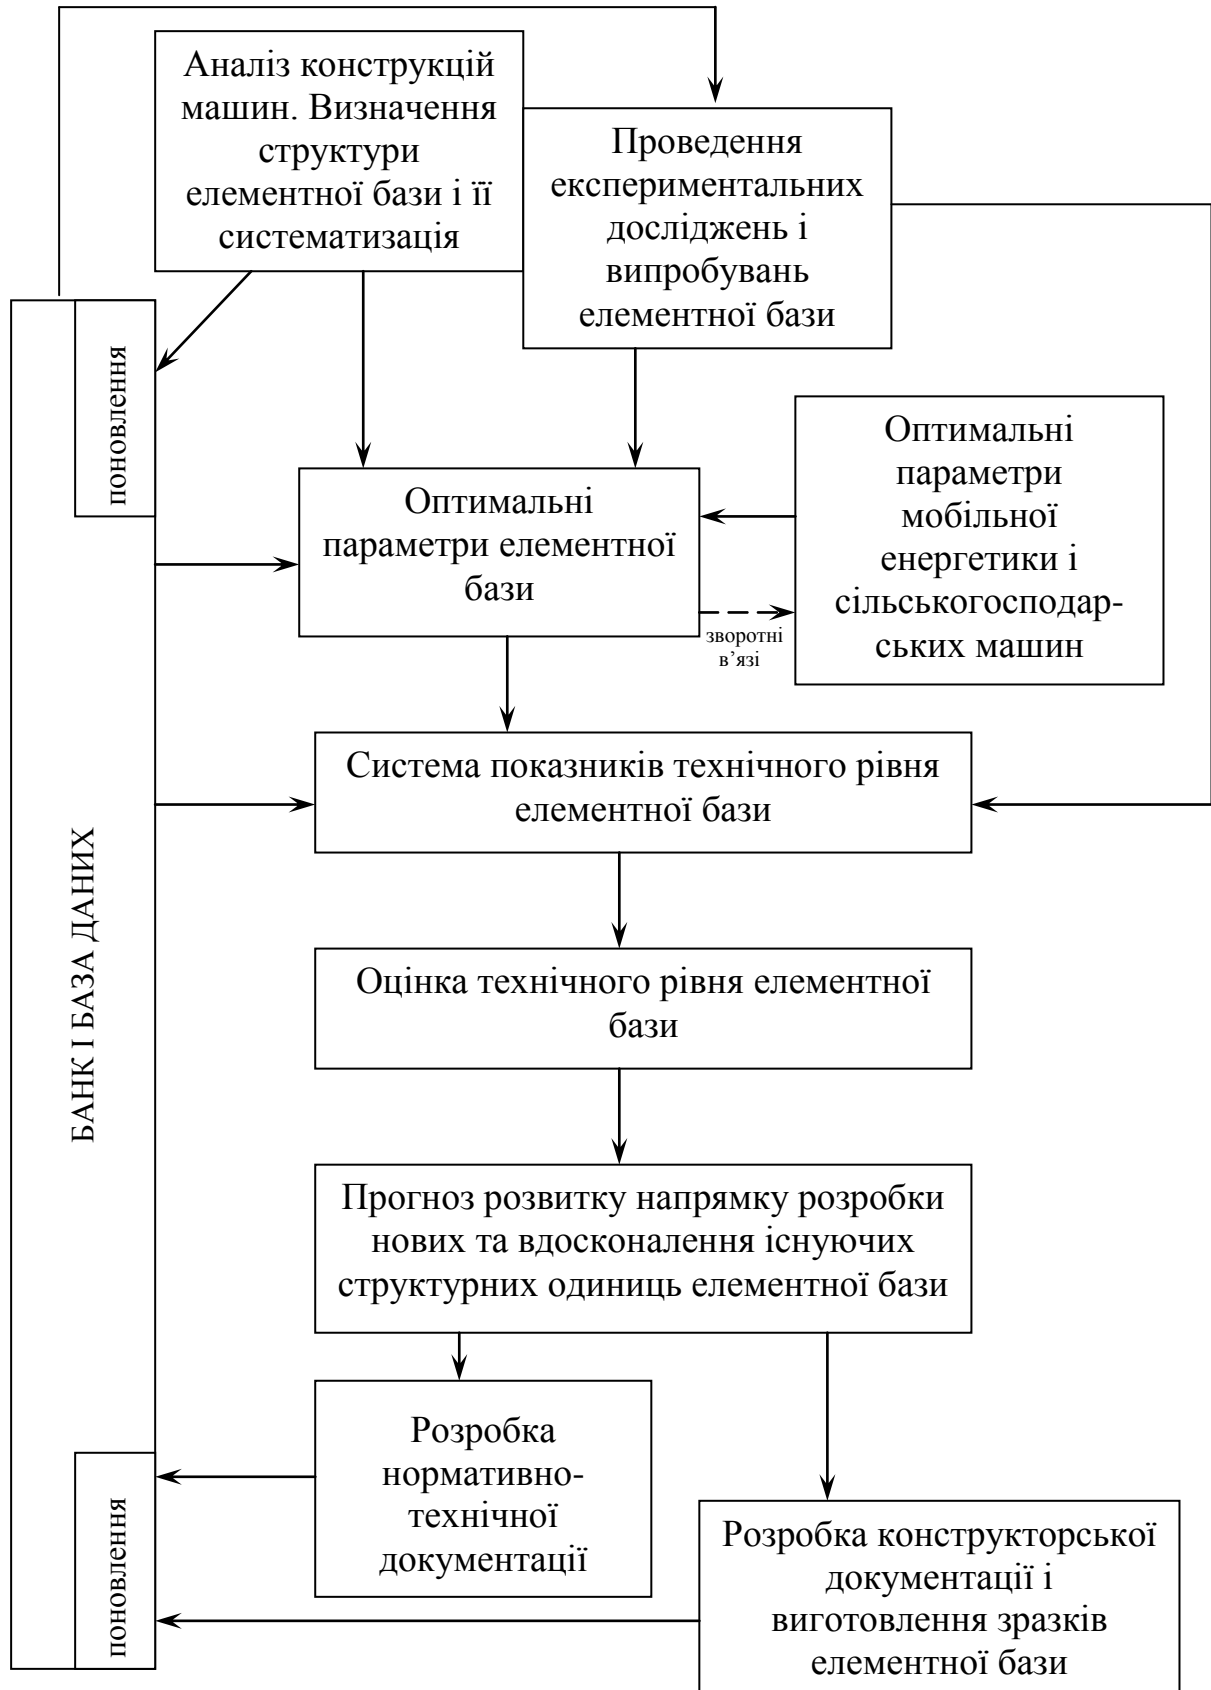 Аналіз конструкцій
машин. Визначення
структури
елементної бази і її
систематизація
Проведення
експериментальних
досліджень і
випробувань
елементної бази
поновлення
Оптимальні
параметри елементної
бази
Оптимальні
параметри
мобільної
енергетики і
сільськогосподар-
ських машин
зворотні
в’язі
Система показників технічного рівня
елементної бази
БАНК І БАЗА ДАНИХ
Оцінка технічного рівня елементної
бази
Прогноз розвитку напрямку розробки
нових та вдосконалення існуючих
структурних одиниць елементної бази
Розробка
нормативно-
технічної
документації
поновлення
Розробка конструкторської
документації і
виготовлення зразків
елементної бази